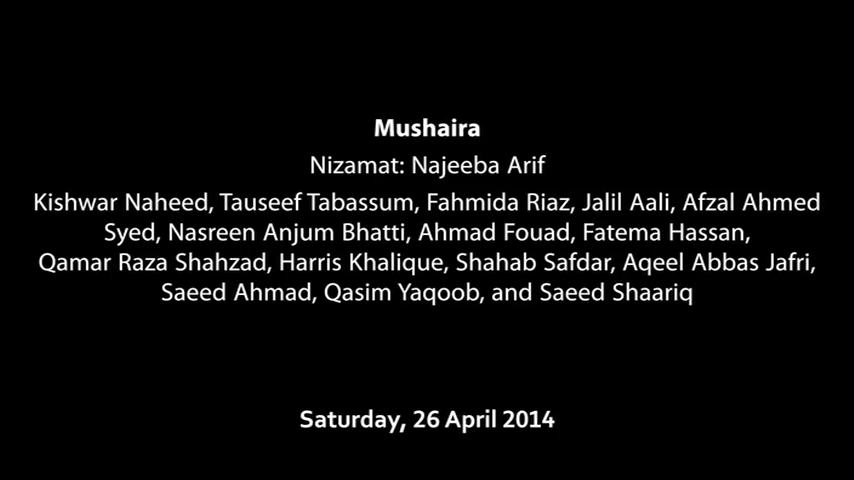 Mushaira
Nizamat: Najeeba Arif
Kishwar Naheed, Tauseef Tabassum, Fahmida Riaz, Jalil Aali, Afzal Ahmed
Syed, Nasreen Anjum Bhatti, Ahmad Fouad, Fatema Hassan,
Qamar Raza Shahzad, Harris Khalique, Shahab Safdar, Aqeel Abbas Jafri,
Saeed Ahmad, Qasim Yaqoob, and Saeed Shaariq
Saturday, 26 April 2014